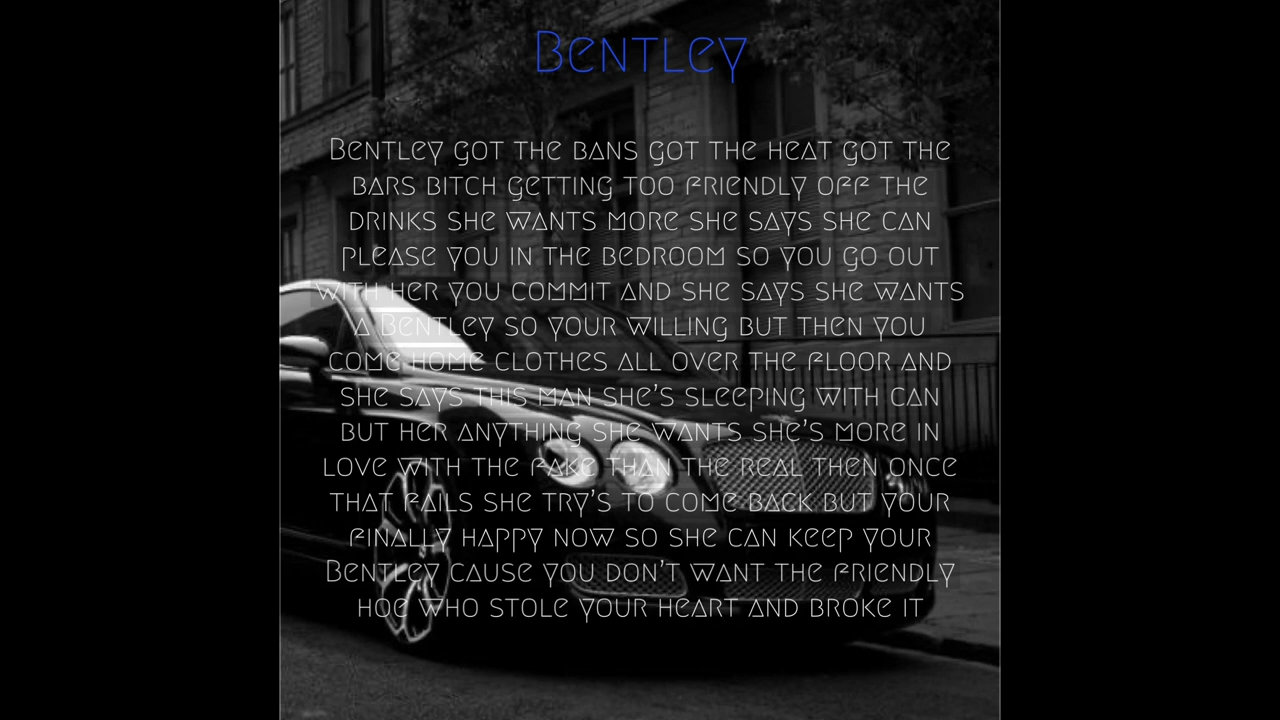 Bentley
Bentley got the bans got the heat got the
bars bitch getting too friendly off the
drinks she wants more she says she can
please you in the bedroom so you go out
with her you commit and she says she wants
a Bentley so your willing but then you
come home clothes all over the floor and
she says this man she's sleeping with can
but her anything she wants she's more in
love with the fake than the real then once
that fails she try's to come back but your
finally happy now so she can keep your
Bentley cause you don't want the friendly
hoe who stole your heart and broke it